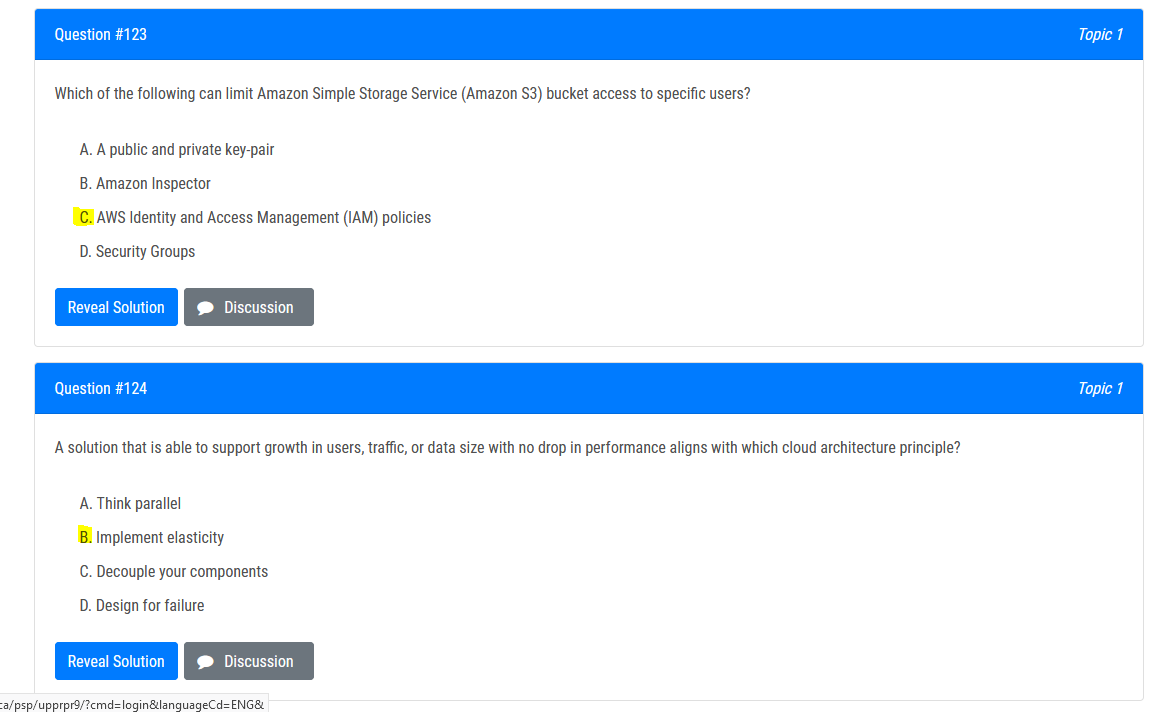 Question #123
Topic 1
Which of the following can limit Amazon Simple Storage Service (Amazon S3) bucket access to specific users?
A. A public and private key-pair
B. Amazon Inspector
C. AWS Identity and Access Management (IAM) policies
D. Security Groups
Reveal Solution
Discussion
Question #124
Topic 1
A solution that is able to support growth in users, traffic, or data size with no drop in performance aligns with which cloud architecture principle?
A. Think parallel
B. Implement elasticity
C. Decouple your components
D. Design for failure
Reveal Solution
Discussion
ca/psp/upprpr9/?cmd=login&languageCd=ENG&